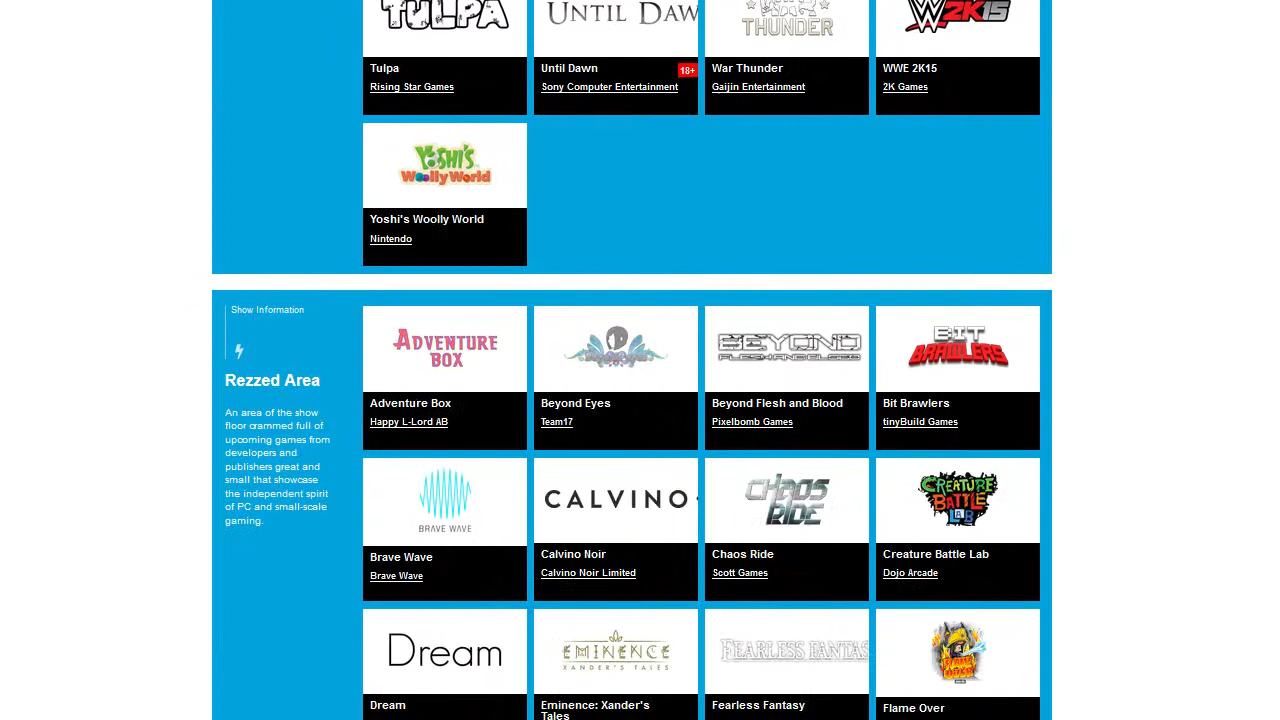 TULPA
UNTIL DAW
THUNDER
W2K15
Tulpa
Rising Star Games
Until Dawn
18+
Sony Computer Entertainment
War Thunder
Gaijin Entertainment
WWE 2K15
2K Games
YOSHI'S
Woolly World
Yoshi's Woolly World
Nintendo
Show Information
Rezzed Area
An area of the show
floor crammed full of
upcoming games from
developers and
publishers great and
small that showcase
the independent spirit
of PC and small-scale
gaming.
ADVENTURE
BOX
Adventure Box
Happy L-Lord AB
Beyond Eyes
Beyond Eyes
Team17
BEYOND
FLESH AND BLOOD
Beyond Flesh and Blood
Pixelbomb Games
BIT
BRAWLERS
Bit Brawlers
tinyBuild Games
BRAVE WAVE
Brave Wave
Brave Wave
CALVINO
Calvino Noir
Calvino Noir Limited
CHAOS
RIDE
Chaos Ride
Scott Games
CREATURE
BATTLE
LAB
Creature Battle Lab
Dojo Arcade
Dream
Dream
EMINENCE
XANDER'S TALES
Eminence: Xander's
Tales
FEARLESS FANTAS
Fearless Fantasy
FLAME
OVER
Flame Over